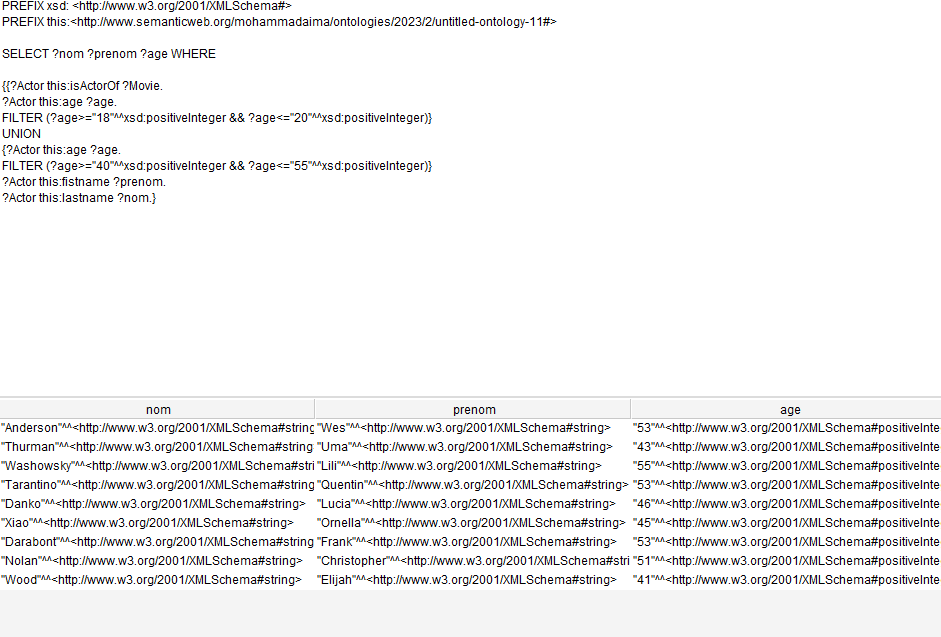 PREFIX xsd: <http://www.w3.org/2001/XMLSchema#>
PREFIX this:<http://www.semanticweb.org/mohammadaima/ontologies/2023/2/untitled-ontology-11#>
SELECT ?nom ?prenom ?age WHERE
{{?Actor this:isActorOf ?Movie.
?Actor this:age ?age.
FILTER (?age>="18"^^xsd:positiveInteger && ?age<="20"^^xsd:positiveInteger)}
UNION
{?Actor this:age ?age.
FILTER (?age>="40"^^xsd:positiveInteger && ?age<="55"^^xsd:positiveInteger)}
?Actor this:fistname ?prenom.
?Actor this:lastname ?nom.}
nom prenom age
"Anderson"^^<http://www.w3.org/2001/XMLSchema#string "Wes"^^<http://www.w3.org/2001/XMLSchema#string> "53"^^<http://www.w3.org/2001/XMLSchema#positiveInte
"Thurman"^^<http://www.w3.org/2001/XMLSchema#string "Uma"^^<http://www.w3.org/2001/XMLSchema#string> "43"^^<http://www.w3.org/2001/XMLSchema#positiveInte
"Washowsky"^^<http://www.w3.org/2001/XMLSchema#stri "Lili"^^<http://www.w3.org/2001/XMLSchema#string> "55"^^<http://www.w3.org/2001/XMLSchema#positiveInte
"Tarantino"^^<http://www.w3.org/2001/XMLSchema#string "Quentin"^^<http://www.w3.org/2001/XMLSchema#string> "53"^^<http://www.w3.org/2001/XMLSchema#positiveInte
"Danko"^^<http://www.w3.org/2001/XMLSchema#string> "Lucia"^^<http://www.w3.org/2001/XMLSchema#string> "46"^^<http://www.w3.org/2001/XMLSchema#positiveInte
"Xiao"^^<http://www.w3.org/2001/XMLSchema#string> "Ornella"^^<http://www.w3.org/2001/XMLSchema#string> "45"^^<http://www.w3.org/2001/XMLSchema#positiveInte
"Darabont"^^<http://www.w3.org/2001/XMLSchema#string "Frank"^^<http://www.w3.org/2001/XMLSchema#string> "53"^^<http://www.w3.org/2001/XMLSchema#positiveInte
"Nolan"^^<http://www.w3.org/2001/XMLSchema#string> "Christopher"^^<http://www.w3.org/2001/XMLSchema#stri "51"^^<http://www.w3.org/2001/XMLSchema#positiveInte
"Wood"^^<http://www.w3.org/2001/XMLSchema#string> "Elijah"^^<http://www.w3.org/2001/XMLSchema#string> "41"^^<http://www.w3.org/2001/XMLSchema#positiveInte